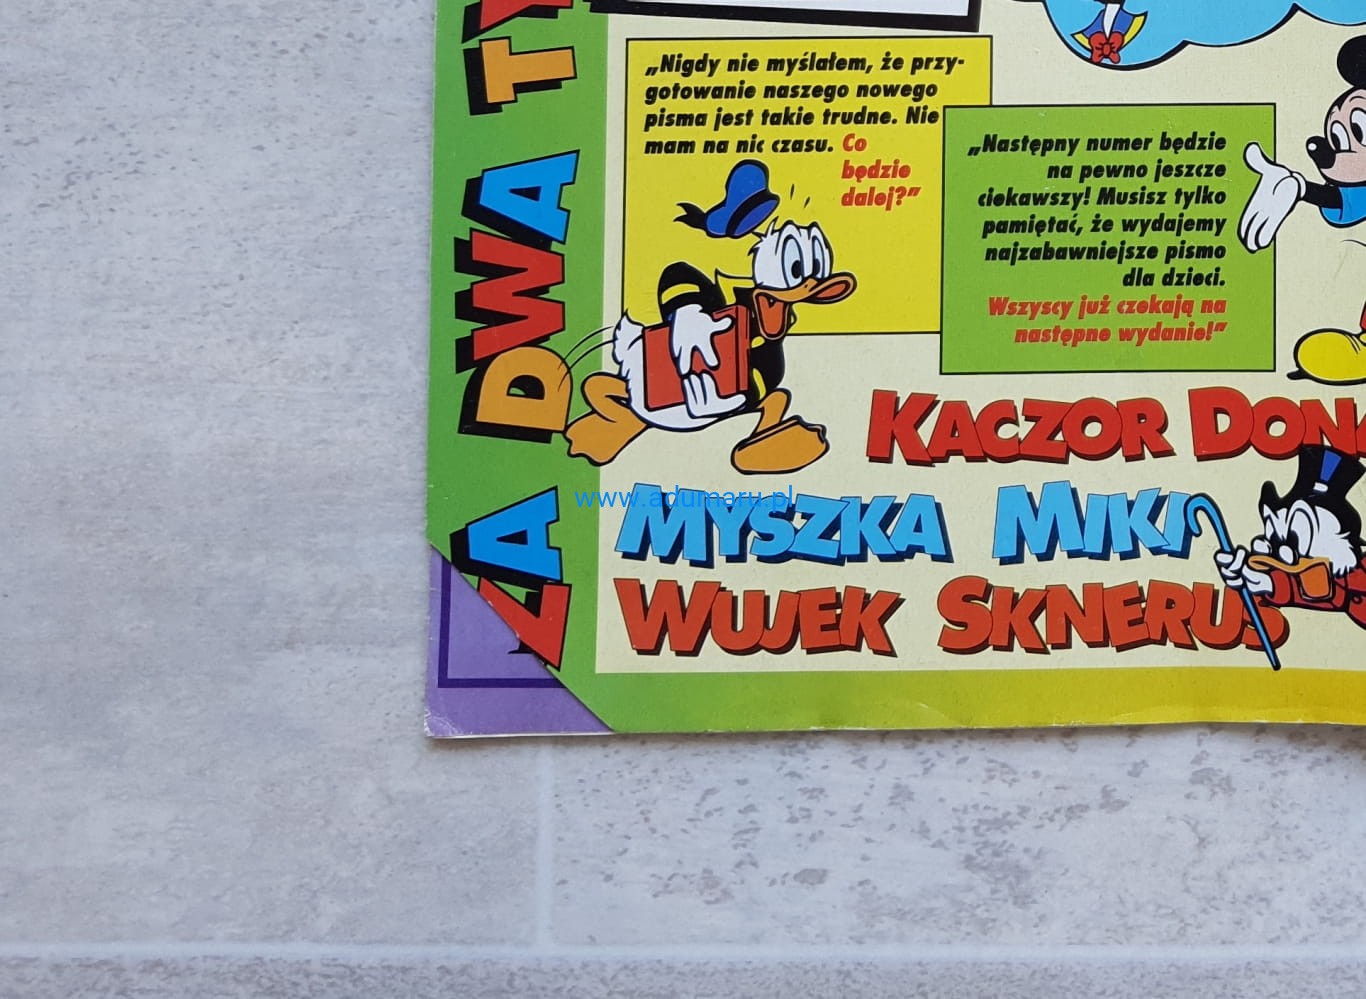 ZA DWA TY
„Nigdy nie myślałem, że przy-
gotowanie naszego nowego
pisma jest takie trudne. Nie
mam na nic czasu. Co
będzie
dalej?”
„Następny numer będzie
na pewno jeszcze
ciekawszy! Musisz tylko
pamiętać, że wydajemy
najzabawniejsze pismo
dla dzieci.
Wszyscy już czekają na
następne wydanie!”
KACZOR DONA
www.adumaru.pl
MYSZKA MIKI
WUJEK SKNERUS